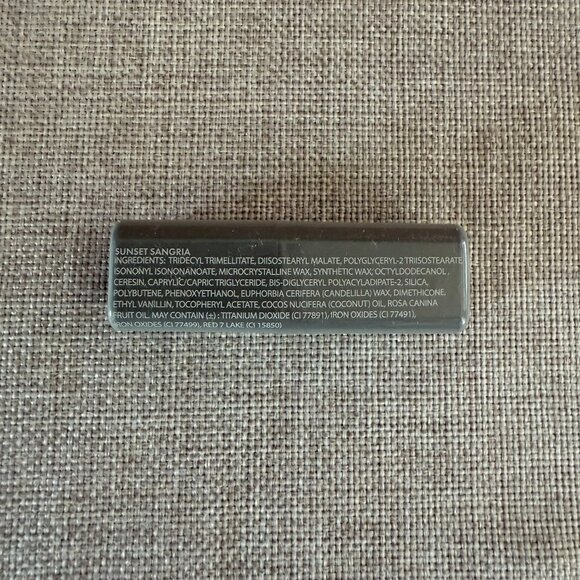 SUNSET SANGRIA
INGREDIENTS: TRIDECYL TRIMELLITATE, DIISOSTEARYL MALATE, POLYGLYCERYL-2 TRIISOSTEARATE
ISONONYL ISONONANOATE, MICROCRYSTALLINE WAX, SYNTHETIC WAX, OCTYLDODECANOL,
CERESIN, CAPRYLIC/CAPRIC TRIGLYCERIDE, BIS-DIGLYCERYL POLYACYLADIPATE-2, SILICA,
POLYBUTENE, PHENOXYETHANOL, EUPHORBIA CERIFERA (CANDELILLA) WAX, DIMETHICONE,
ETHYL VANILLIN, TOCOPHERYL ACETATE, COCOS NUCIFERA (COCONUT) OIL, ROSA CANINA
FRUIT OIL. MAY CONTAIN (±) : TITANIUM DIOXIDE (CI 77891), IRON OXIDES (CI 77491),
IRON OXIDES (CI 77499), RED 7 LAKE (CI 15850)